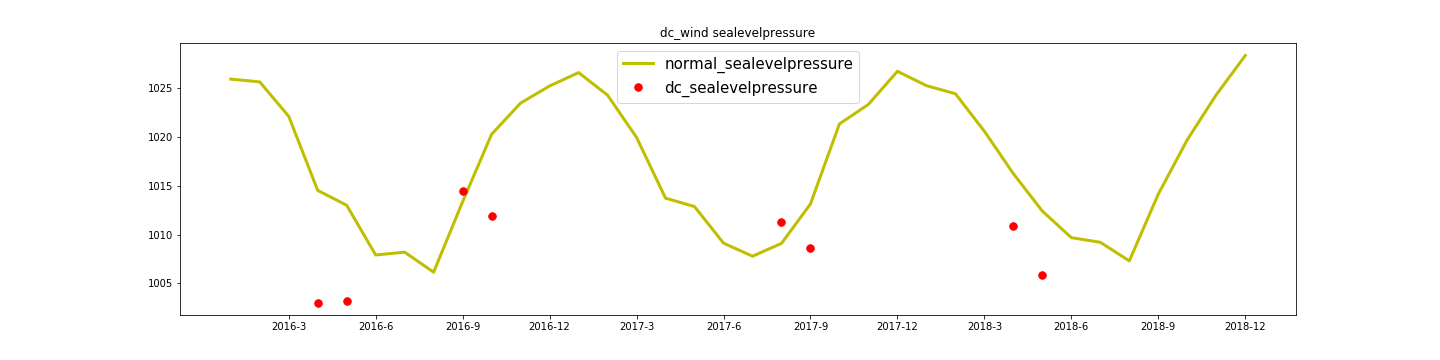 dc_wind sealevelpressure
normal_sealevelpressure
dc_sealevelpressure
1025
1020
1015
1010
1005
2016-3 2016-6 2016-9 2016-12 2017-3 2017-6 2017-9 2017-12 2018-3 2018-6 2018-9 2018-12